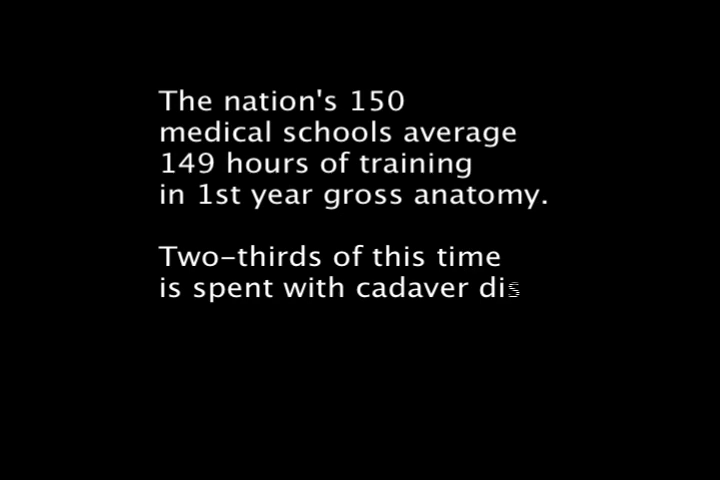 The nation's 150
medical schools average
149 hours of training
in 1st year gross anatomy.
Two-thirds of this time
is spent with cadaver dis